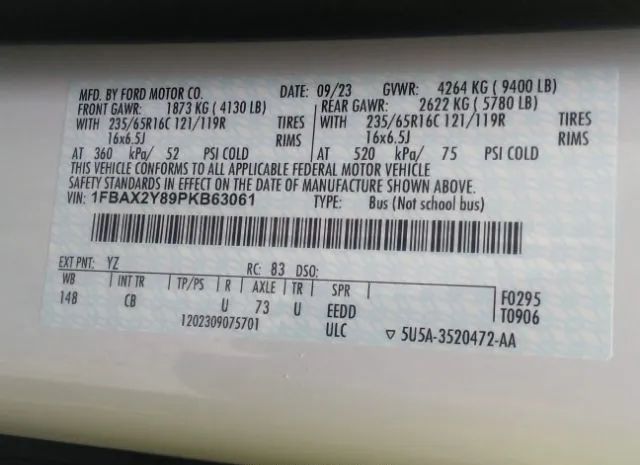 MFD. BY FORD MOTOR CO. DATE: 09/23 GVWR: 4264 KG ( 9400 LB)
FRONT GAWR: 1873 KG ( 4130 LB) REAR GAWR: 2622 KG ( 5780 LB)
WITH 235/65R16C 121/119R TIRES WITH 235/65R16C 121/119R TIRES
16x6.5J RIMS 16x6.5J RIMS
AT 360 kPa/ 52 PSI COLD AT 520 kPa/ 75 PSI COLD
THIS VEHICLE CONFORMS TO ALL APPLICABLE FEDERAL MOTOR VEHICLE
SAFETY STANDARDS IN EFFECT ON THE DATE OF MANUFACTURE SHOWN ABOVE.
VIN: 1FBAX2Y89PKB63061 TYPE: Bus (Not school bus)
EXT PNT: YZ RC: 83 DSO:
WB INT TR TP/PS R AXLE TR SPR F0295
148 CB U 73 U EEDD T0906
1202309075701 ULC ▽ 5U5A-3520472-AA